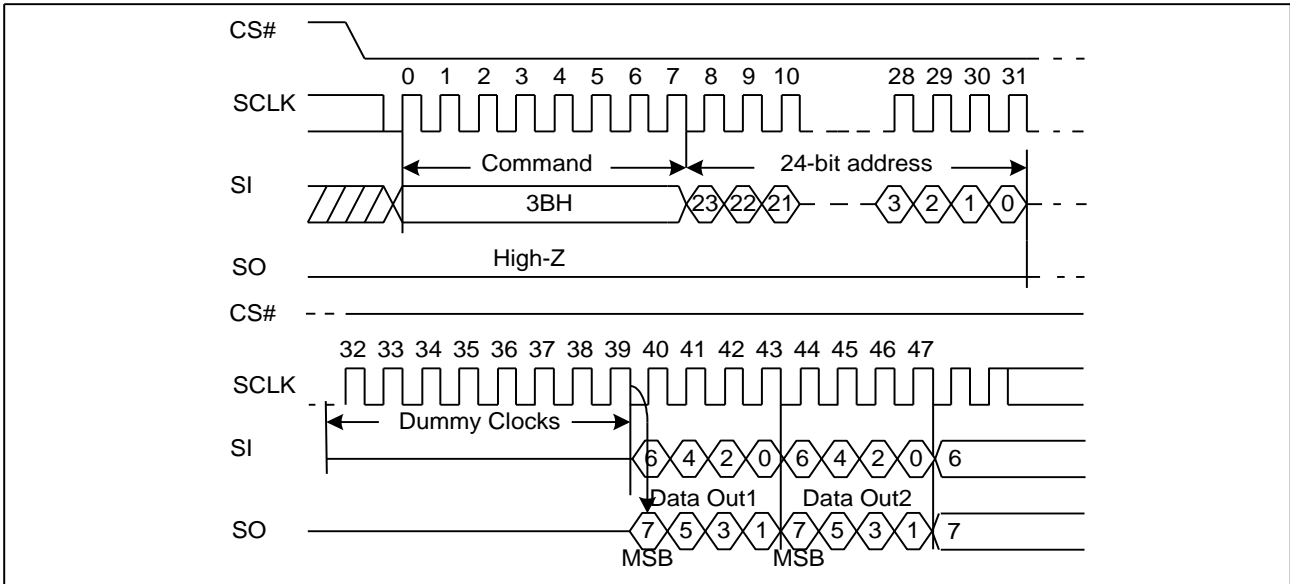 CS#
0 1 2 3 4 5 6 7 8 9 10 28 29 30 31
SCLK
Command 24-bit address
SI
3BH 23 22 21 3 2 1 0
High-Z
SO
CS#
32 33 34 35 36 37 38 39 40 41 42 43 44 45 46 47
SCLK
Dummy Clocks
SI
6 4 2 0 6 4 2 0 6
Data Out1 Data Out2
SO
7 5 3 1 7 5 3 1 7
MSB MSB